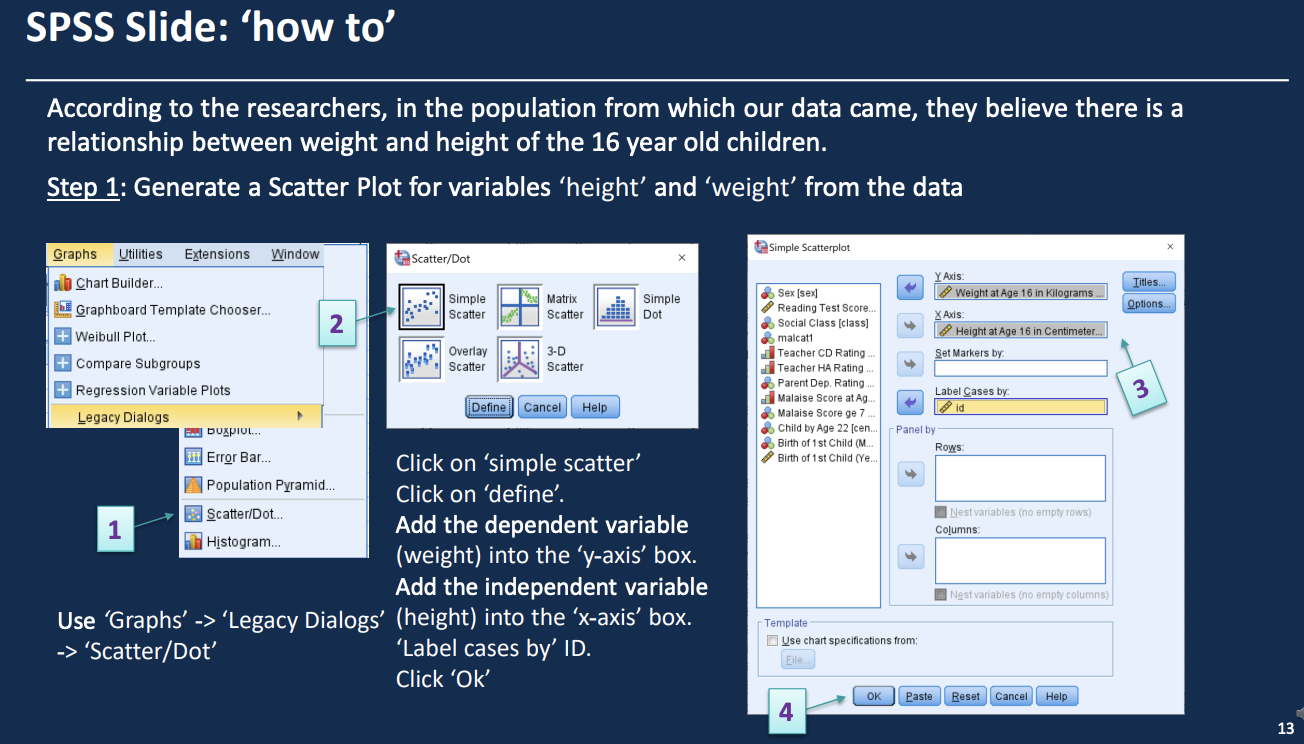 SPSS Slide: ‘how to’
According to the researchers, in the population from which our data came, they believe there is a
relationship between weight and height of the 16 year old children.
Step 1: Generate a Scatter Plot for variables ‘height’ and ‘weight’ from the data
Graphs Utilities Extensions Window
Chart Builder...
Graphboard Template Chooser...
Weibull Plot...
Compare Subgroups
Regression Variable Plots
Legacy Dialogs
Boxplot...
Error Bar...
Population Pyramid...
Scatter/Dot...
Histogram...
1
Use ‘Graphs’ -> ‘Legacy Dialogs’
-> ‘Scatter/Dot’
2
Scatter/Dot
Simple
Scatter
Matrix
Scatter
Simple
Dot
Overlay
Scatter
3-D
Scatter
Define Cancel Help
Click on ‘simple scatter’
Click on ‘define’.
Add the dependent variable
(weight) into the ‘y-axis’ box.
Add the independent variable
(height) into the ‘x-axis’ box.
‘Label cases by’ ID.
Click ‘Ok’
Simple Scatterplot
Sex [sex]
Reading Test Score...
Social Class [class]
malcat1
Teacher CD Rating ...
Teacher HA Rating ...
Parent Dep. Rating ...
Malaise Score at Ag...
Malaise Score ge 7 ...
Child by Age 22 [cen...
Birth of 1st Child (M...
Birth of 1st Child (Ye...
Y Axis:
Weight at Age 16 in Kilograms ...
X Axis:
Height at Age 16 in Centimeter...
Set Markers by:
Label Cases by:
id
Titles...
Options...
3
Panel by
Rows:
Nest variables (no empty rows)
Columns:
Nest variables (no empty columns)
Template
Use chart specifications from:
File...
OK Paste Reset Cancel Help
4
13